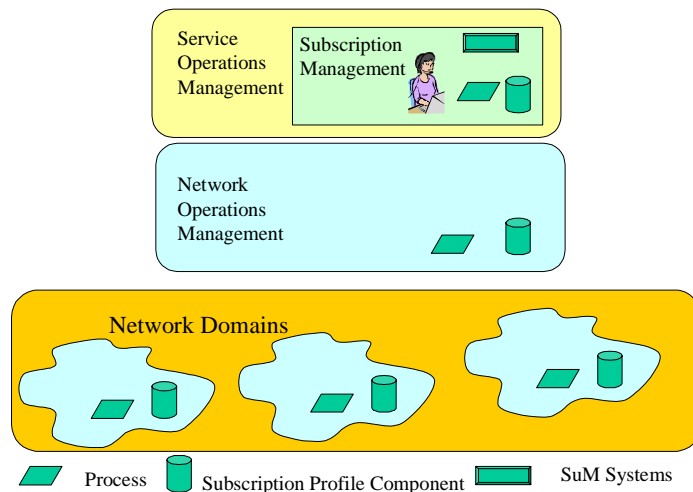 Service
Operations
Management
Subscription
Management
Network
Operations
Management
Network Domains
Process
Subscription Profile Component
SuM Systems